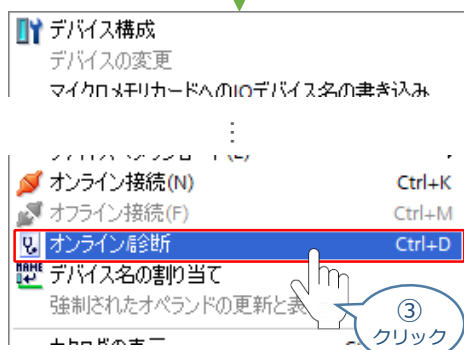 デバイス構成
デバイスの変更
マイクロメモリカードへのIOデバイス名の書き込み
⋮
オンライン接続(N) Ctrl+K
オフライン接続(F) Ctrl+M
オンライン診断 Ctrl+D
デバイス名の割り当て
強制されたオペランドの更新と表
③
クリック